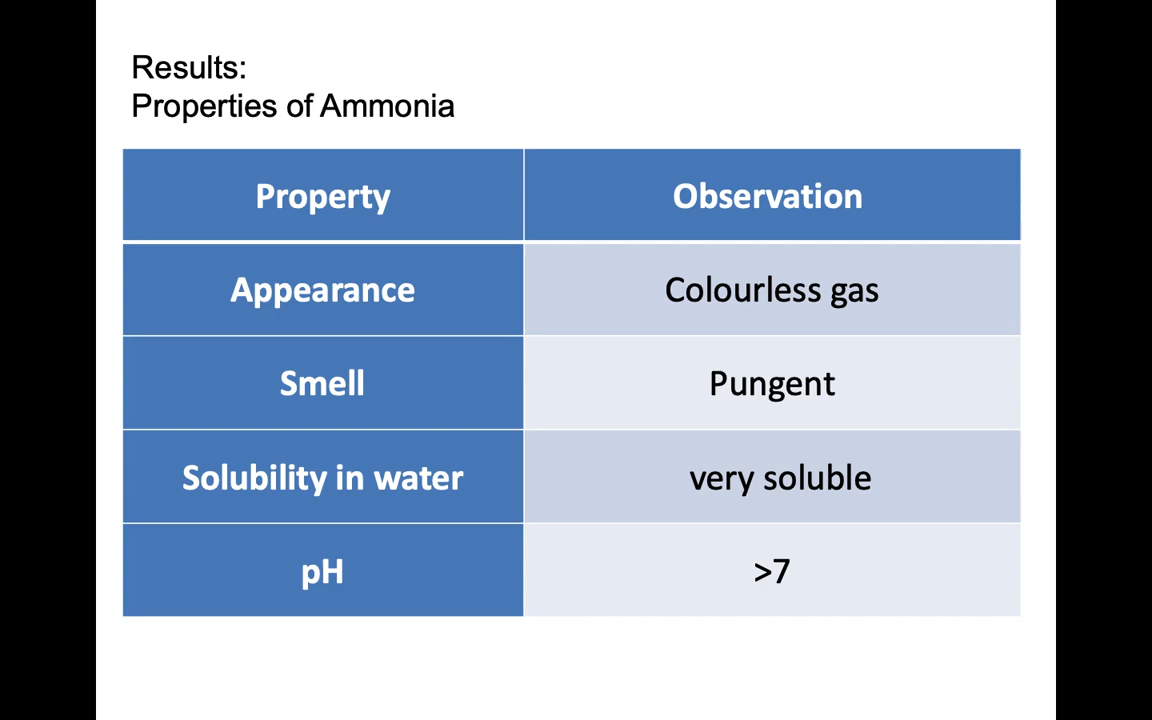 Results:
Properties of Ammonia
Property Observation
Appearance Colourless gas
Smell Pungent
Solubility in water very soluble
pH >7